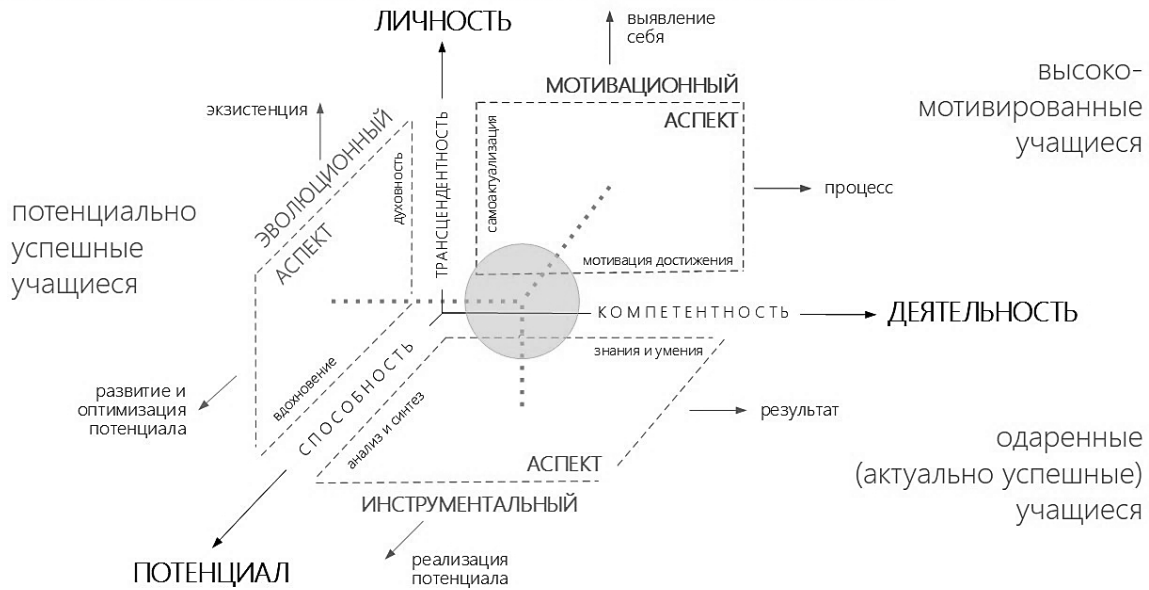 ЛИЧНОСТЬ
выявление
себя
МОТИВАЦИОННЫЙ
АСПЕКТ
высоко-
мотивированные
учащиеся
экзистенция
ЭВОЛЮЦИОННЫЙ
АСПЕКТ
духовность
ТРАНСЦЕНДЕНТНОСТЬ
самоактуализация
процесс
потенциально
успешные
учащиеся
мотивация достижения
КОМПЕТЕНТНОСТЬ
ДЕЯТЕЛЬНОСТЬ
знания и умения
вдохновение
СПОСОБНОСТЬ
анализ и синтез
развитие и
оптимизация
потенциала
результат
одаренные
(актуально успешные)
учащиеся
АСПЕКТ
ИНСТРУМЕНТАЛЬНЫЙ
реализация
потенциала
ПОТЕНЦИАЛ